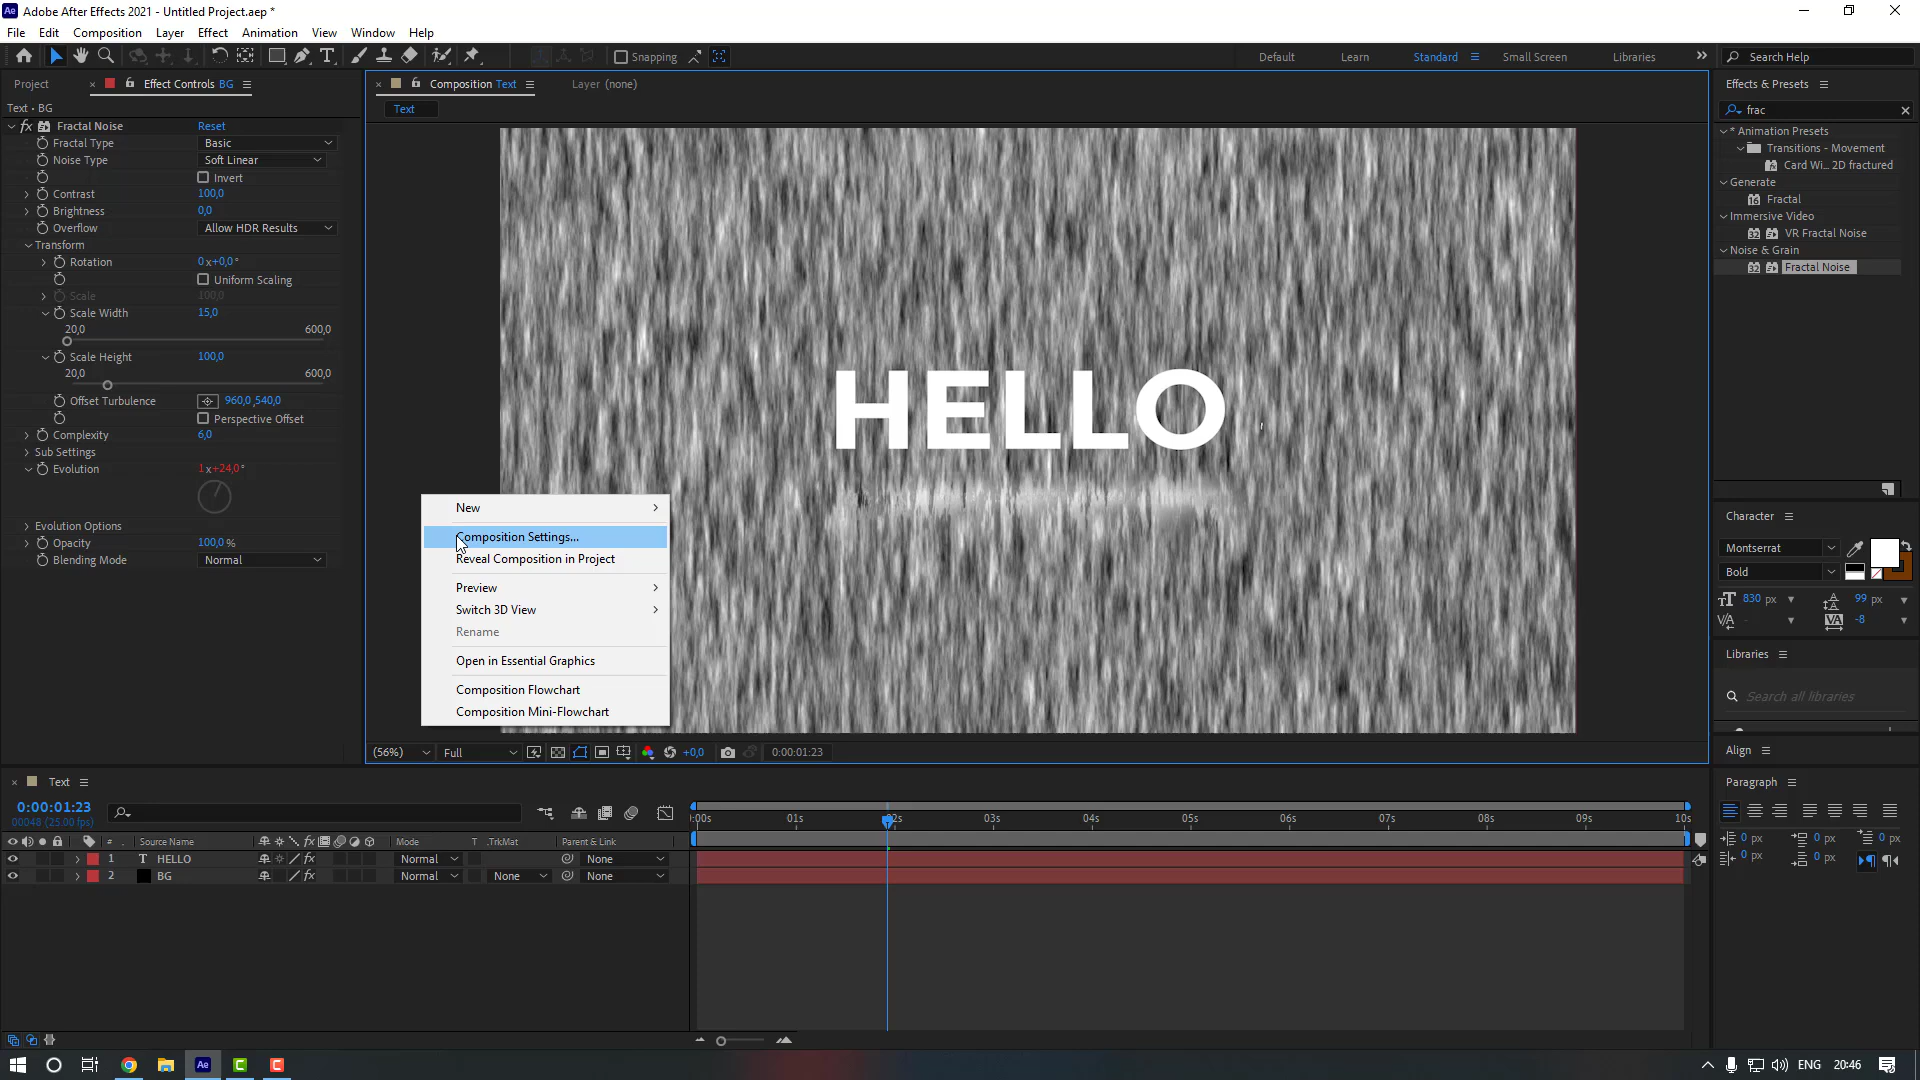 Adobe After Effects 2021 - Untitled Project.aep *
File Edit Composition Layer Effect Animation View Window Help
Snapping
Default Learn Standard Small Screen Libraries
Search Help
Project
Effect Controls BG
Text • BG
Fractal Noise Reset
Fractal Type Basic
Noise Type Soft Linear
Invert
Contrast 100,0
Brightness 0,0
Overflow Allow HDR Results
Transform
Rotation 0x+0,0°
Uniform Scaling
Scale 100,0
Scale Width 15,0
20,0 600,0
Scale Height 100,0
20,0 600,0
Offset Turbulence 960,0 ,540,0
Perspective Offset
Complexity 6,0
Sub Settings
Evolution 1x+24,0°
Evolution Options
Opacity 100,0 %
Blending Mode Normal
Composition Text
Layer (none)
Text
HELLO
New
Composition Settings...
Reveal Composition in Project
Preview
Switch 3D View
Rename
Open in Essential Graphics
Composition Flowchart
Composition Mini-Flowchart
(56%) Full +0,0 0:00:01:23
Effects & Presets
frac
* Animation Presets
Transitions - Movement
Card Wi... 2D fractured
Generate
Fractal
Immersive Video
VR Fractal Noise
Noise & Grain
Fractal Noise
Character
Montserrat
Bold
830 px 99 px
-8
Libraries
Search all libraries
Align
Paragraph
0 px 0 px 0 px
0 px 0 px
Text
0:00:01:23
00048 (25.00 fps)
:00s 01s 02s 03s 04s 05s 06s 07s 08s 09s 10s
# Source Name Mode T .TrkMat Parent & Link
1 T HELLO Normal None
2 BG Normal None None
ENG 20:46